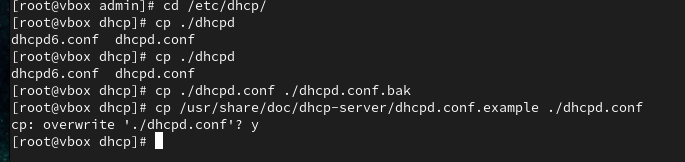 [root@vbox admin]# cd /etc/dhcp/
[root@vbox dhcp]# cp ./dhcpd
dhcpd6.conf  dhcpd.conf
[root@vbox dhcp]# cp ./dhcpd
dhcpd6.conf  dhcpd.conf
[root@vbox dhcp]# cp ./dhcpd.conf ./dhcpd.conf.bak
[root@vbox dhcp]# cp /usr/share/doc/dhcp-server/dhcpd.conf.example ./dhcpd.conf
cp: overwrite './dhcpd.conf'? y
[root@vbox dhcp]#